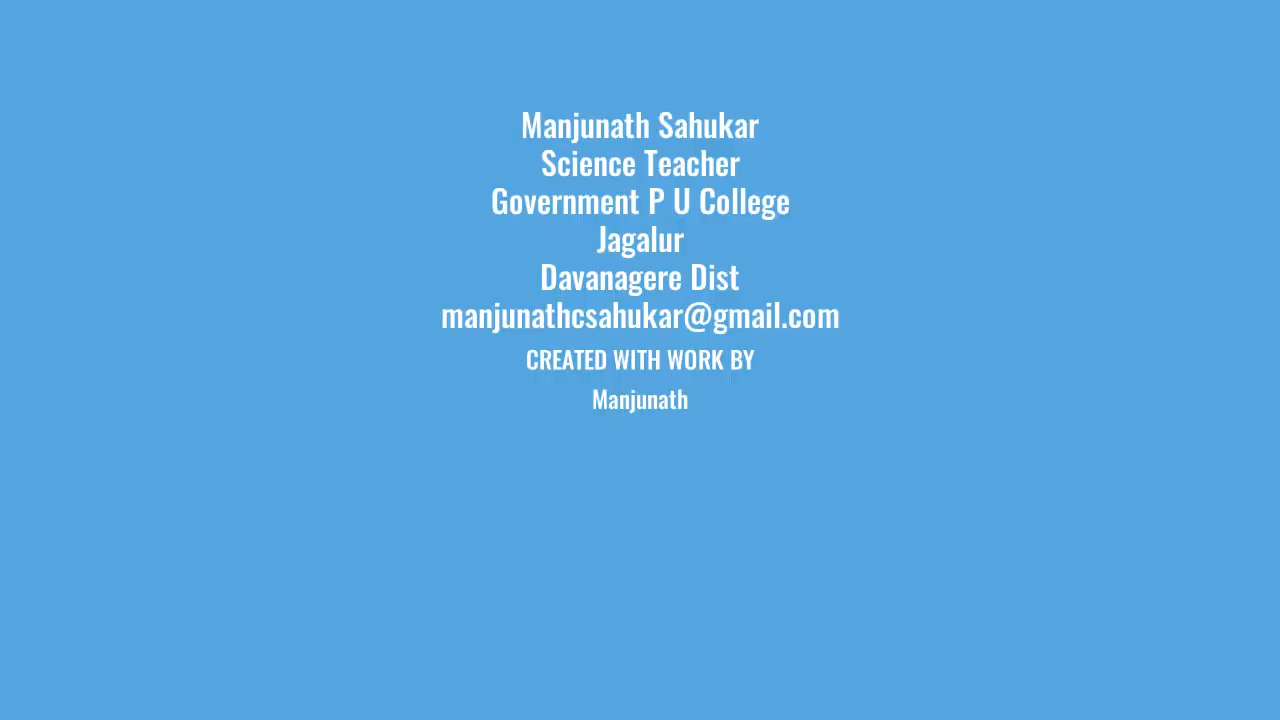 Manjunath Sahukar
Science Teacher
Government P U College
Jagalur
Davanagere Dist
manjunathcsahukar@gmail.com
CREATED WITH WORK BY
Manjunath